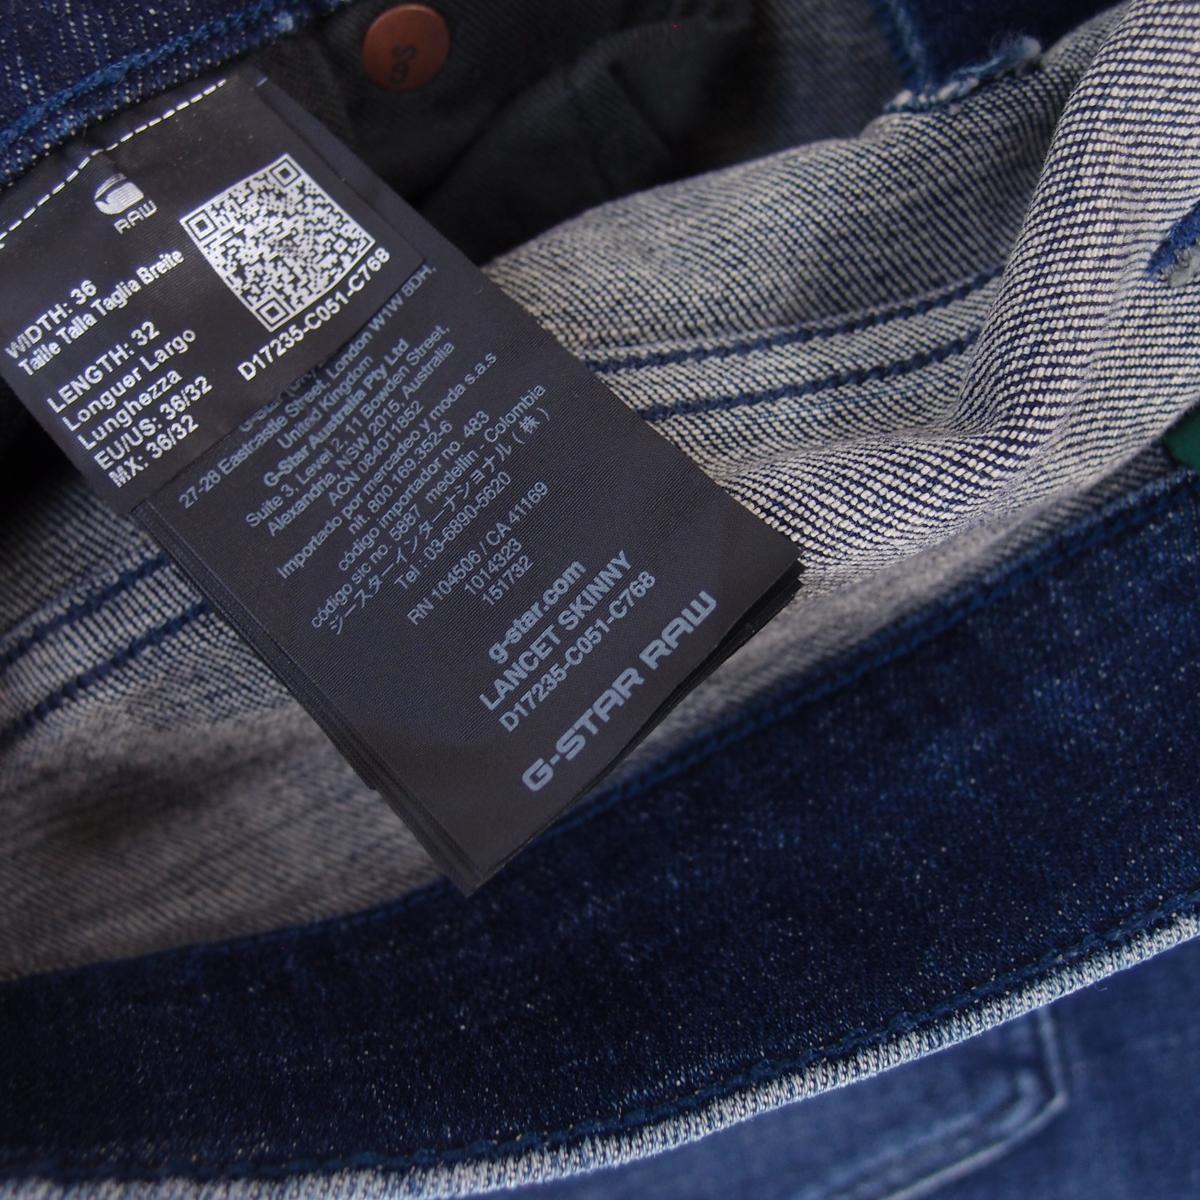 RAW
WIDTH: 36
Taille Talla Taglia Breite
LENGTH: 32
Longueur Largo
Lunghezza
EU/US: 36/32
MX: 36/32
D17235-C051-C768
27-28 Eastcastle Street, London W1W 8DH,
United Kingdom
G-Star Australia Pty Ltd
Suite 3, Level 2, 11 Bowden Street,
Alexandria, NSW 2015, Australia
ACN 084011852
Importado por mercadeo y moda s.a.s
nit. 800.169.352-6
código importador no. 483
código sic no. 5887 medellin - Colombia
ジースターインターナショナル(株)
Tel : 03-6890-5620
RN 104506 / CA 41169
1014323
151732
g-star.com
LANCET SKINNY
D17235-C051-C768
G-STAR RAW